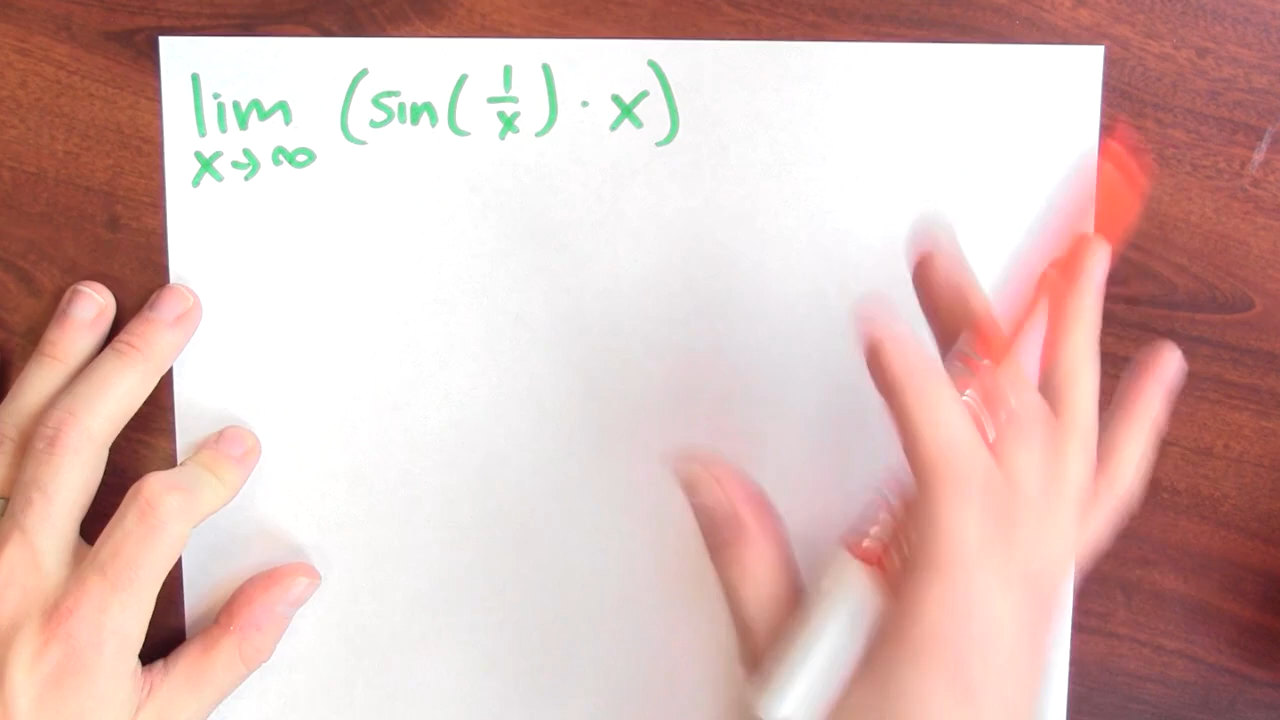 lim (sin(1/x) · x)
x→∞